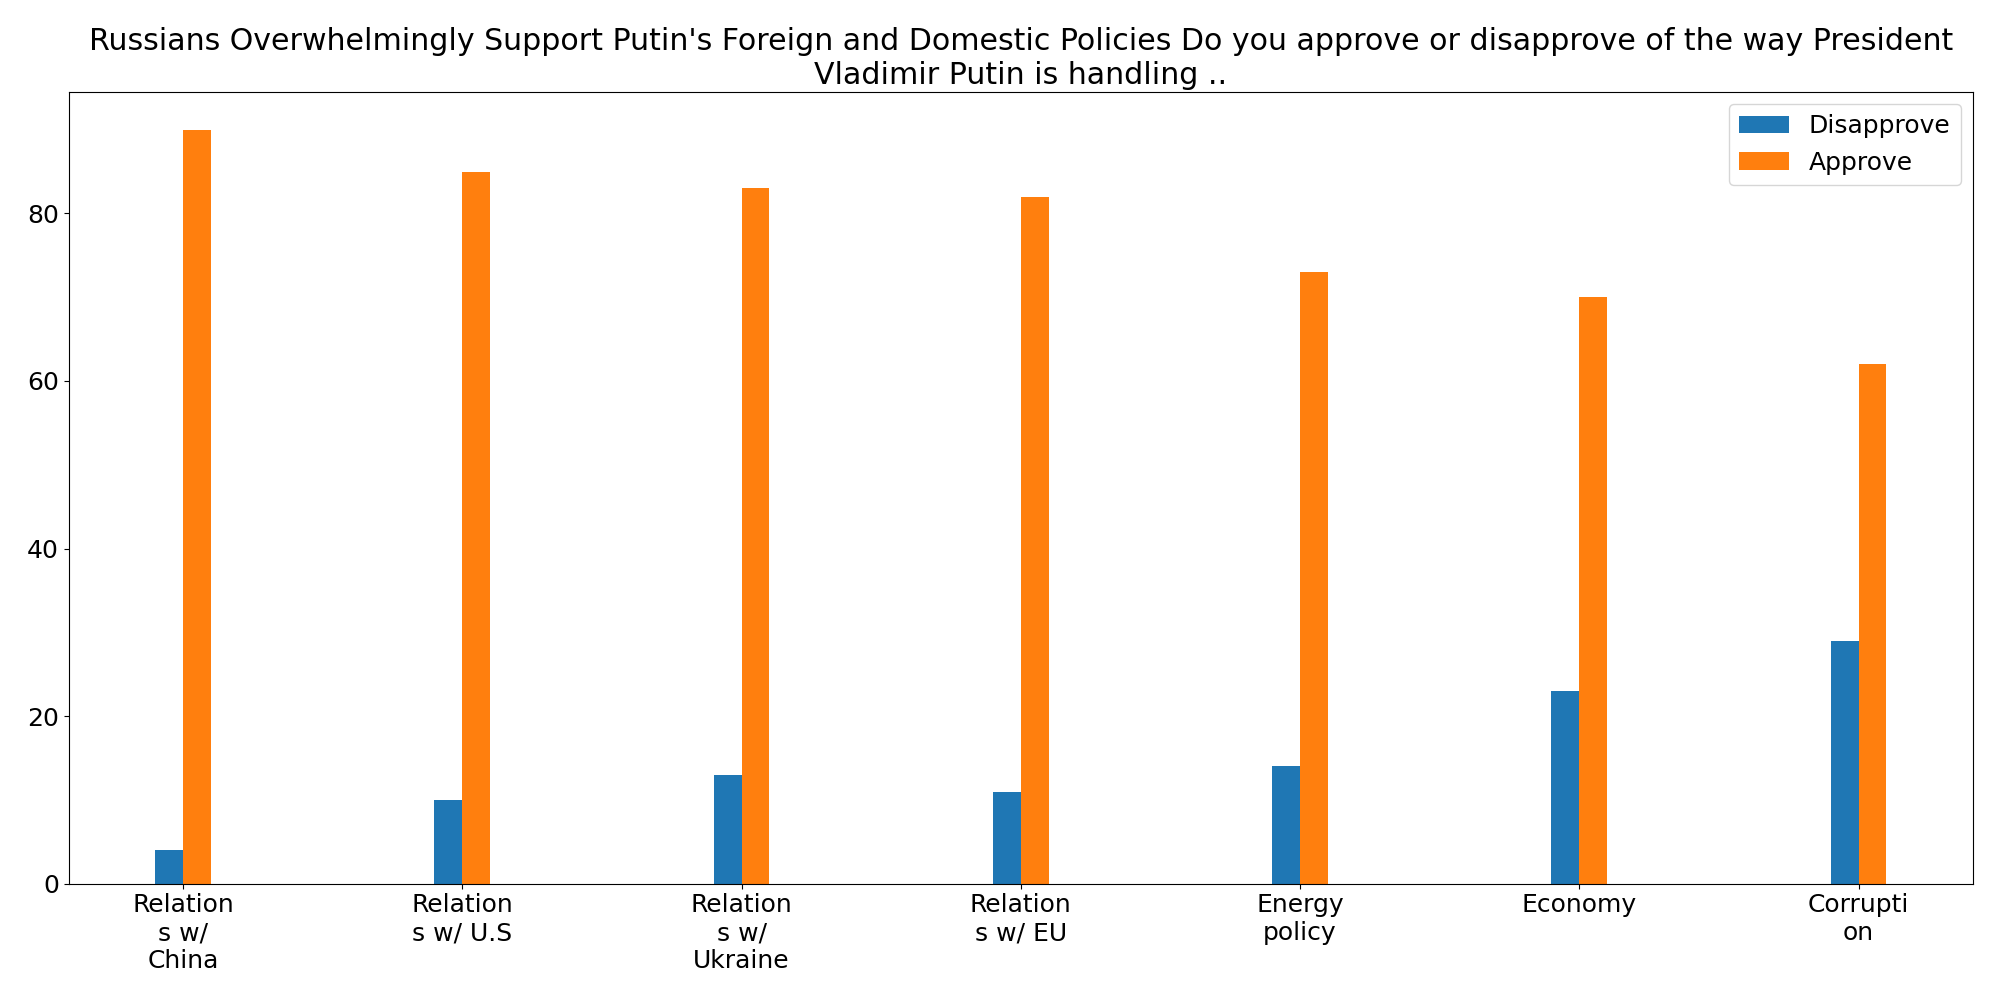 Russians Overwhelmingly Support Putin's Foreign and Domestic Policies Do you approve or disapprove of the way President
Vladimir Putin is handling ..
Disapprove
Approve
80
60
40
20
0
Relation
s w/
China
Relation
s w/ U.S
Relation
s w/
Ukraine
Relation
s w/ EU
Energy
policy
Economy
Corrupti
on